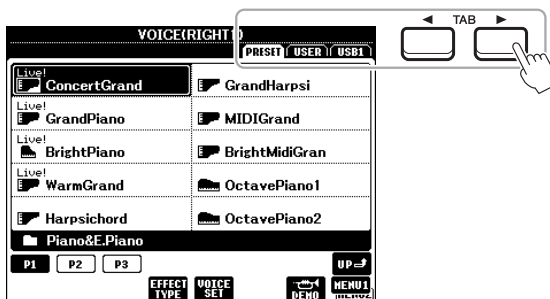 ◄ TAB ►
VOICE(RIGHT1)
PRESET USER USB1
Live!
ConcertGrand
GrandHarpsi
Live!
GrandPiano
MIDIGrand
Live!
BrightPiano
BrightMidiGran
Live!
WarmGrand
OctavePiano1
Harpsichord
OctavePiano2
Piano&E.Piano
P1 P2 P3 UP
EFFECT TYPE
VOICE SET
DEMO
MENU1
MENU2